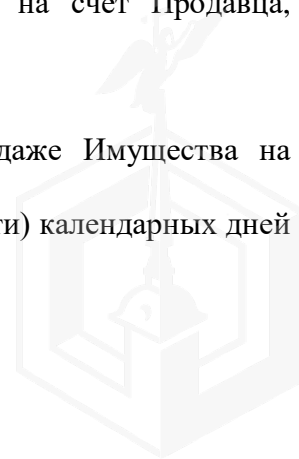 на счет Продавца,
даже Имущества на
ти) календарных дней